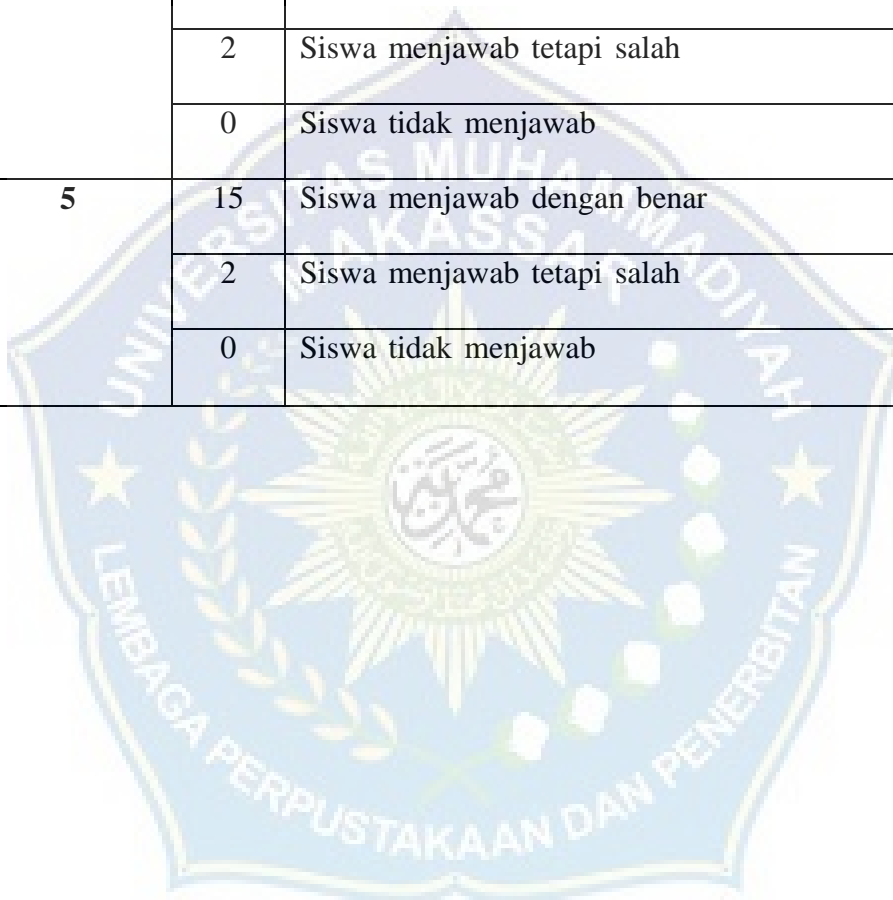 2 Siswa menjawab tetapi salah
0 Siswa tidak menjawab
5 15 Siswa menjawab dengan benar
2 Siswa menjawab tetapi salah
0 Siswa tidak menjawab
UNIVERSITAS MUHAMMADIYAH
MAKASSAR
LEMBAGA PERPUSTAKAAN DAN PENERBITAN